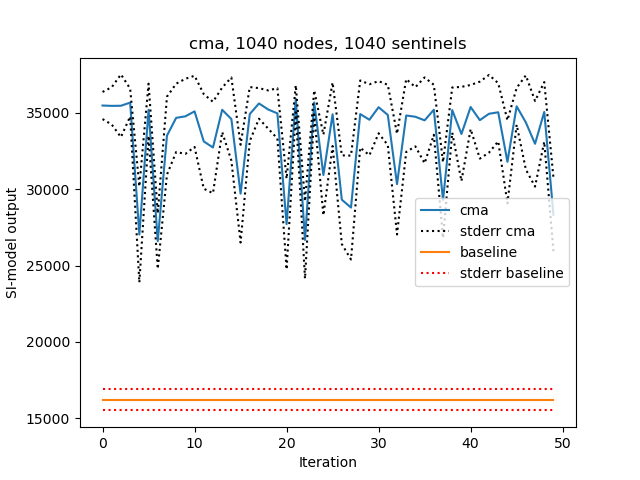 cma, 1040 nodes, 1040 sentinels
SI-model output
35000
30000
25000
20000
15000
cma
stderr cma
baseline
stderr baseline
0 10 20 30 40 50
Iteration